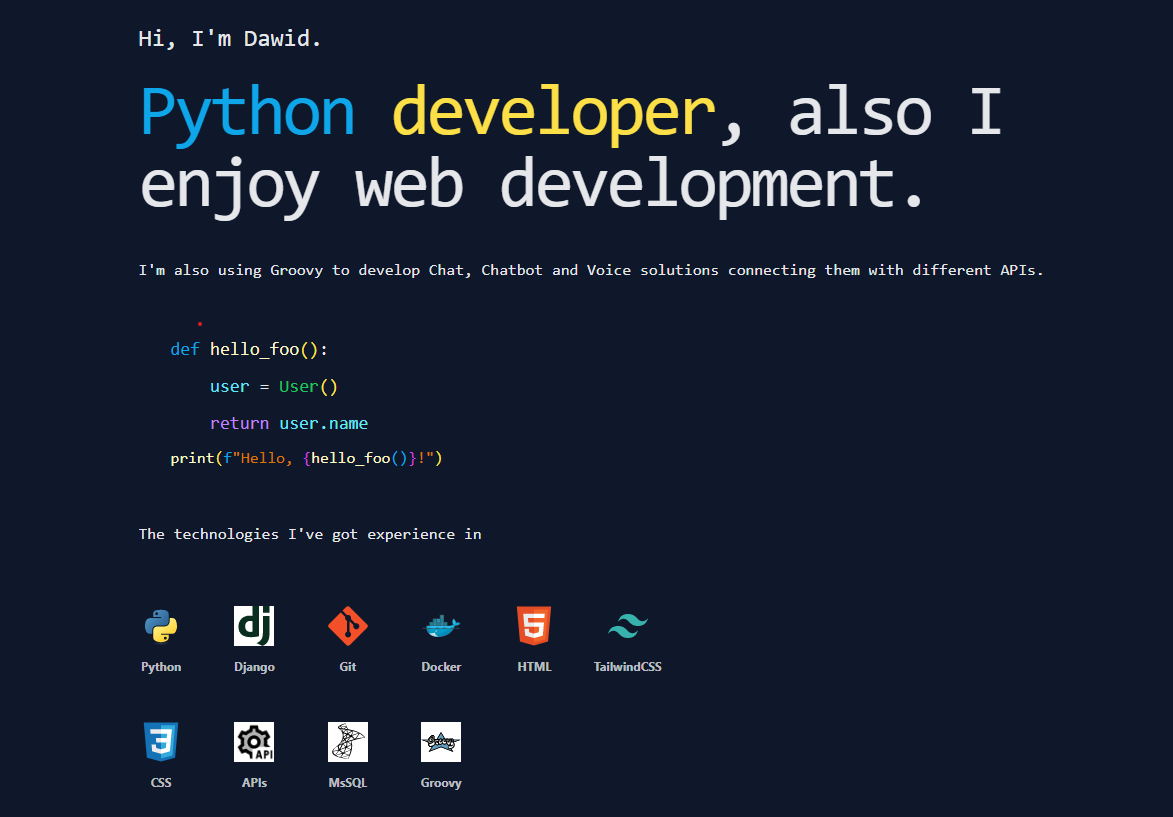 Hi, I'm Dawid.
Python developer, also I
enjoy web development.
I'm also using Groovy to develop Chat, Chatbot and Voice solutions connecting them with different APIs.
def hello_foo():
user = User()
return user.name
print(f"Hello, {hello_foo()}!")
The technologies I've got experience in
dj
5
Python Django Git Docker HTML TailwindCSS
3
API
Groovy
CSS APIs MsSQL Groovy